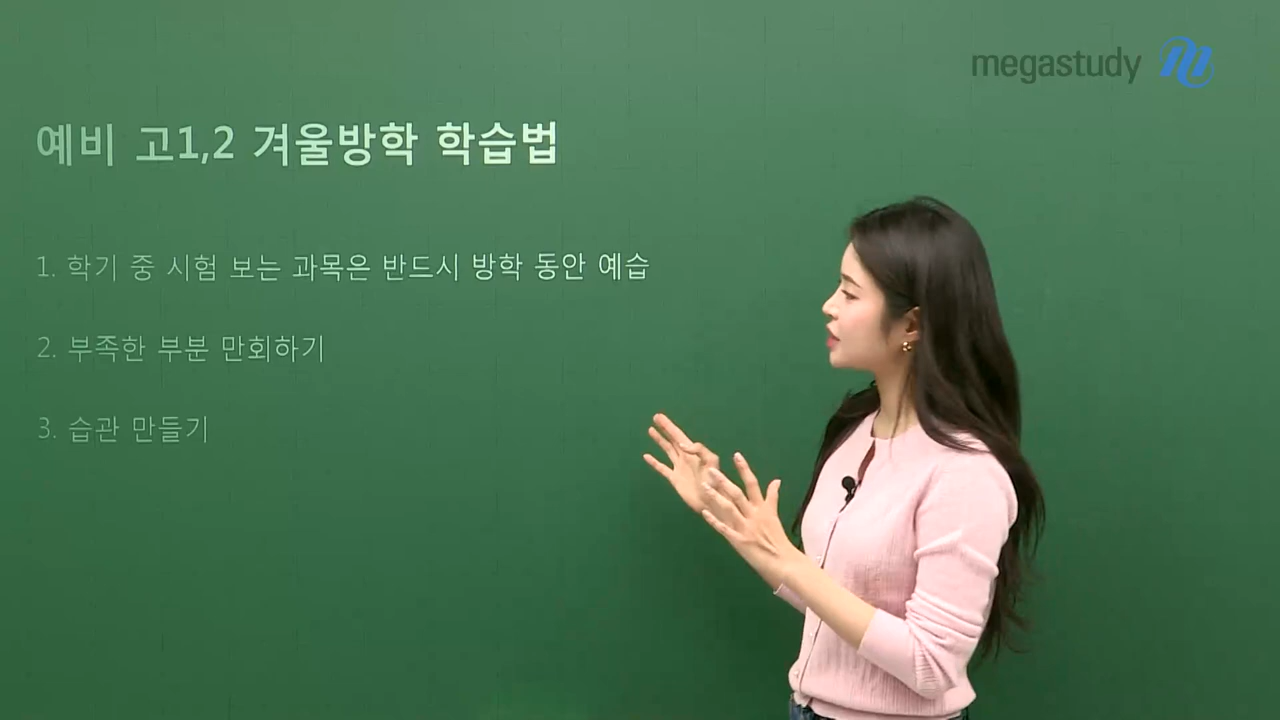 megastudy
예비 고1,2 겨울방학 학습법
1. 학기 중 시험 보는 과목은 반드시 방학 동안 예습
2. 부족한 부분 만회하기
3. 습관 만들기